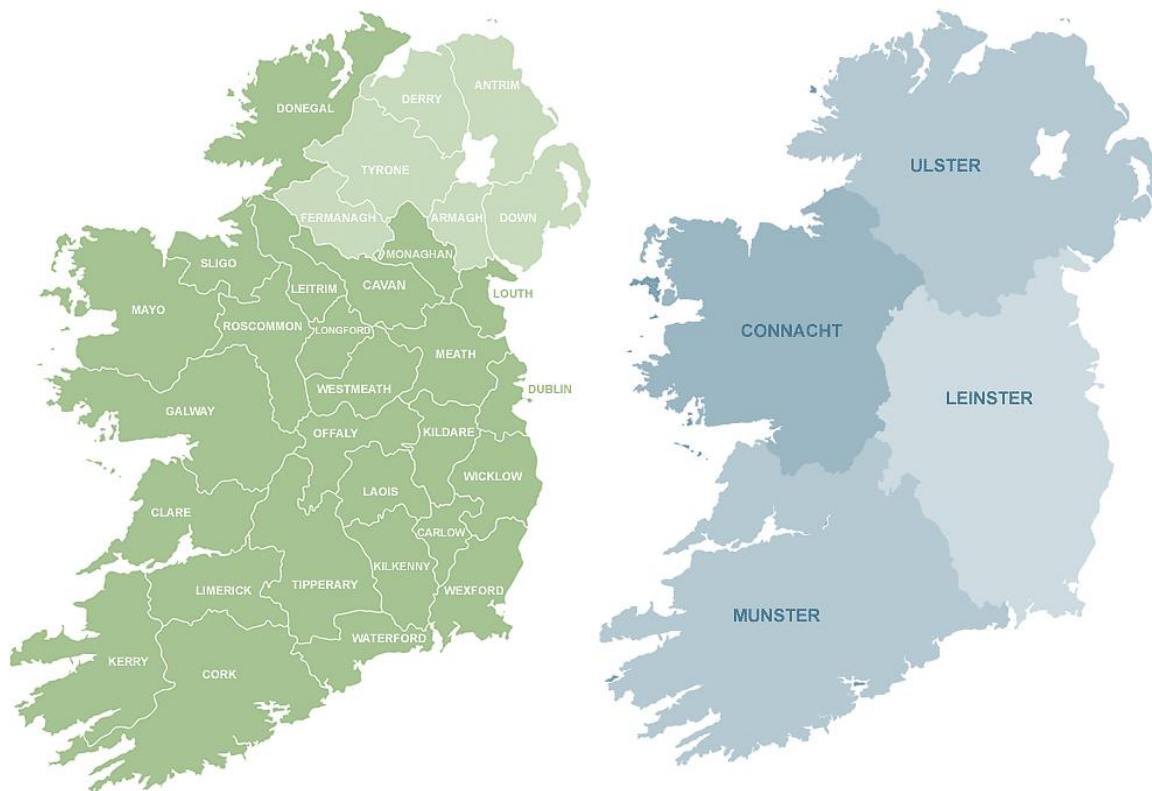 ANTRIM
DERRY
DONEGAL
TYRONE
FERMANAGH
ARMAGH
DOWN
MONAGHAN
SLIGO
CAVAN
LEITRIM
LOUTH
MAYO
ROSCOMMON
LONGFORD
MEATH
WESTMEATH
DUBLIN
GALWAY
OFFALY
KILDARE
WICKLOW
LAOIS
CLARE
CARLOW
KILKENNY
TIPPERARY
LIMERICK
WEXFORD
WATERFORD
KERRY
CORK
ULSTER
CONNACHT
LEINSTER
MUNSTER